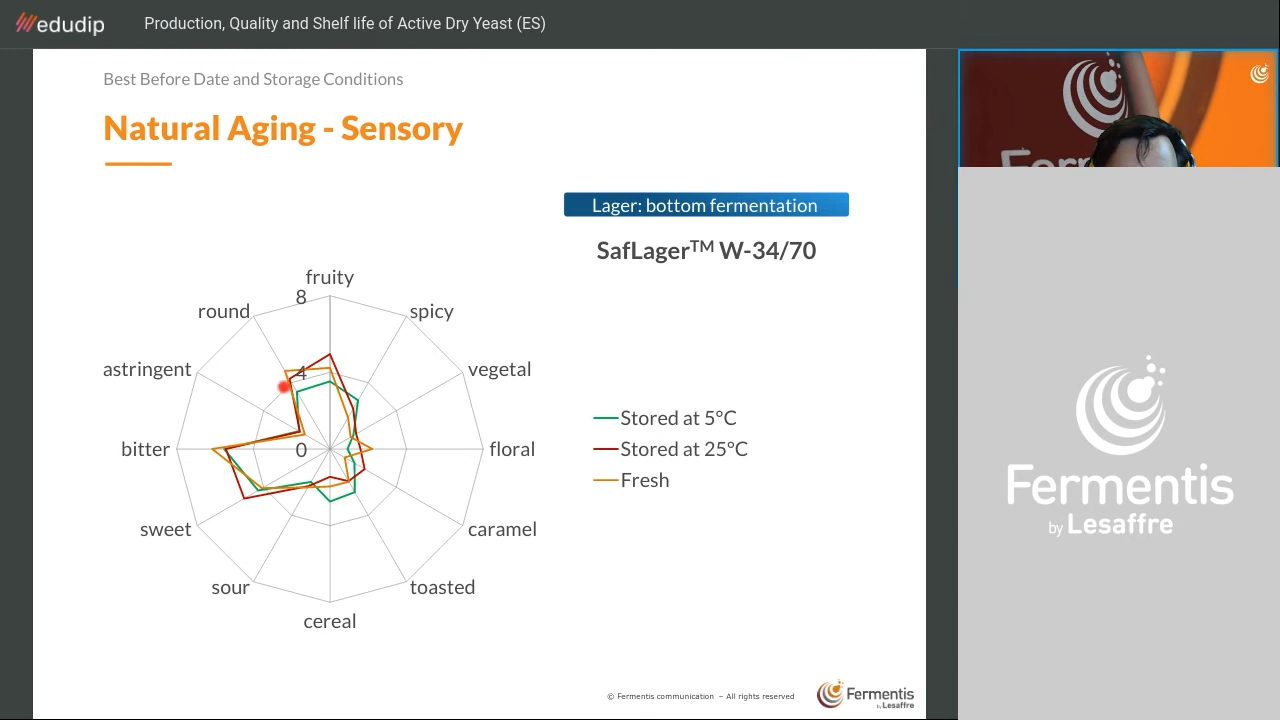 edudip
Production, Quality and Shelf life of Active Dry Yeast (ES)
Best Before Date and Storage Conditions
Natural Aging - Sensory
Lager: bottom fermentation
SafLager™ W-34/70
fruity
8
round
spicy
astringent
4
vegetal
bitter
0
floral
sweet
caramel
sour
toasted
cereal
Stored at 5°C
Stored at 25°C
Fresh
© Fermentis communication – All rights reserved
Fermentis
by Lesaffre
Fermentis
by Lesaffre